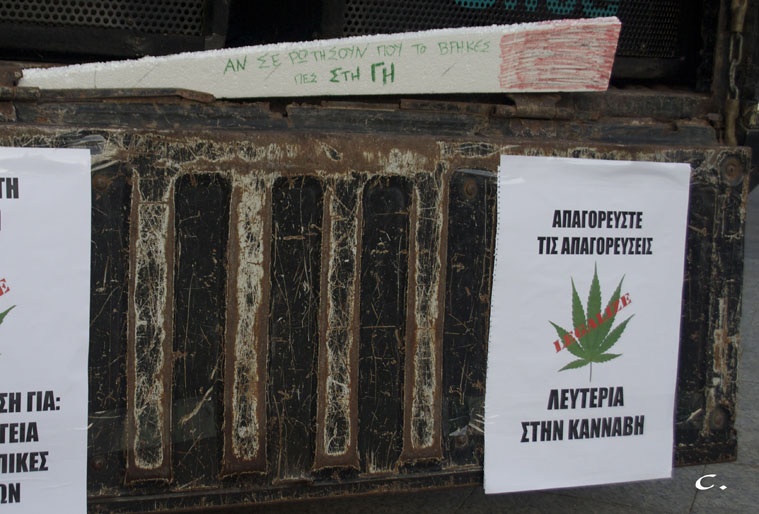 ΑΝ ΣΕ ΡΩΤΗΣΟΥΝ ΠΟΥ ΤΟ ΒΡΗΚΕΣ
ΠΕΣ ΣΤΗ ΓΗ
ΤΗ
ΣΗ ΓΙΑ:
ΤΕΙΑ
ΠΙΚΕΣ
ΩΝ
ΑΠΑΓΟΡΕΥΣΤΕ
ΤΙΣ ΑΠΑΓΟΡΕΥΣΕΙΣ
LEGALIZE
ΛΕΥΤΕΡΙΑ
ΣΤΗΝ ΚΑΝΝΑΒΗ
c.